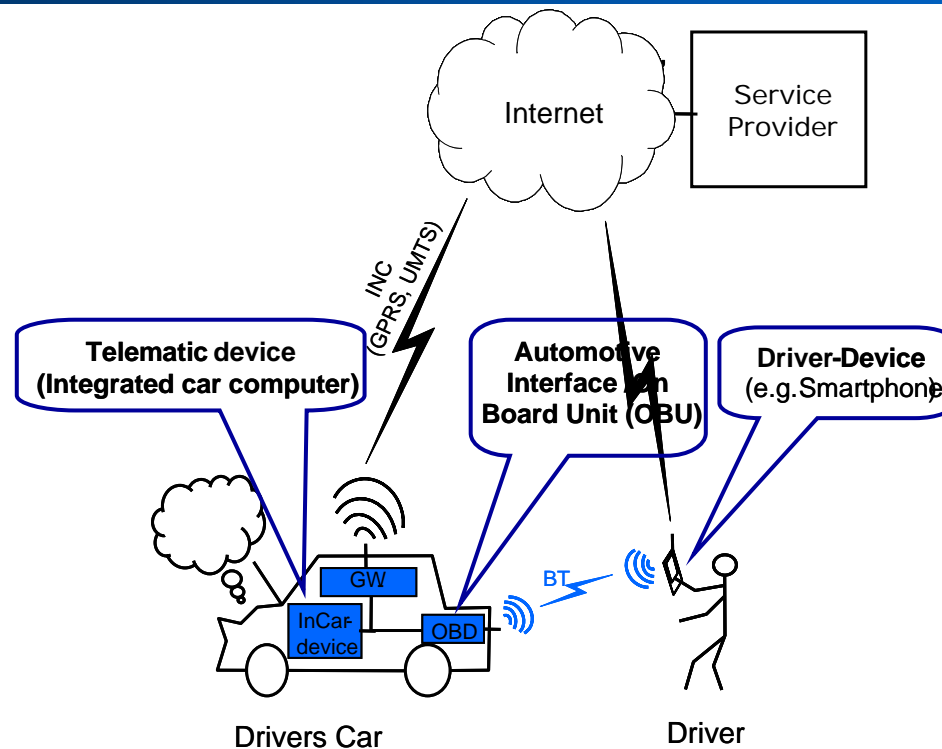 Internet
Service
Provider
INC
(GPRS, UMTS)
Telematic device
(Integrated car computer)
Automotive
Interface /On
Board Unit (OBU)
Driver-Device
(e.g. Smartphone)
GW
BT
InCar-
device
OBD
Drivers Car
Driver